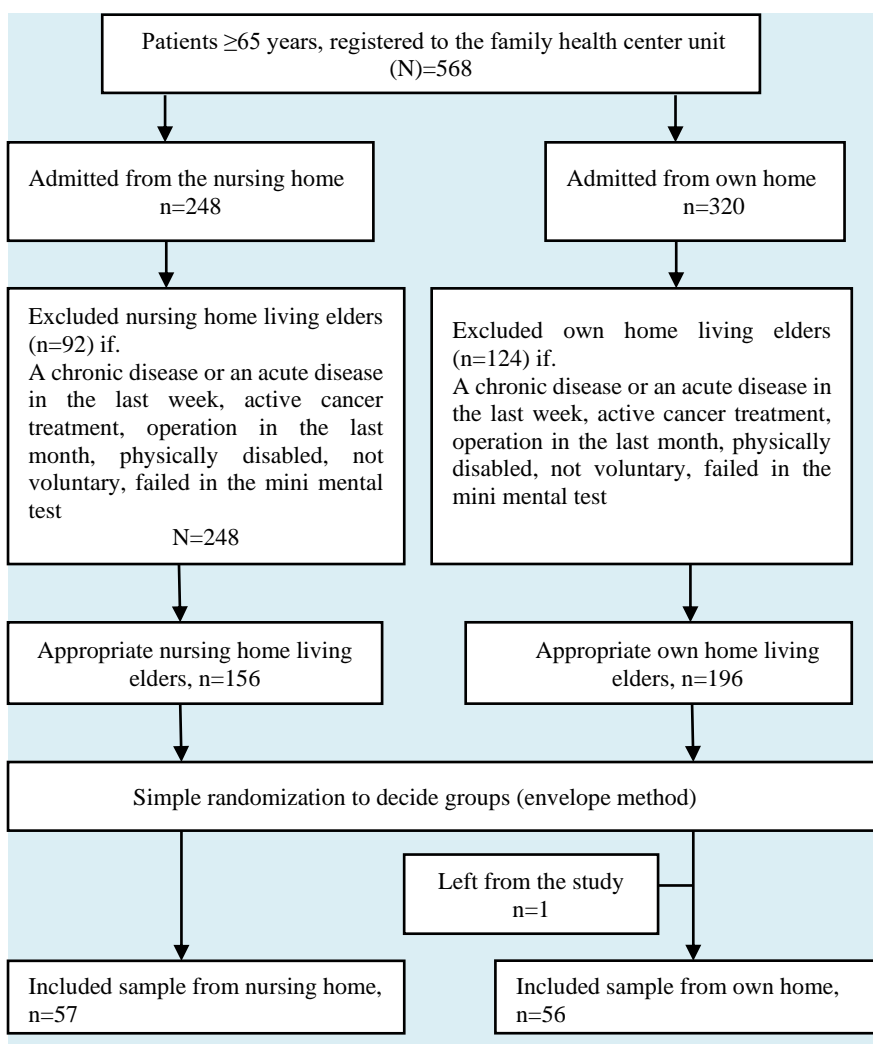 Patients ≥65 years, registered to the family health center unit
(N)=568
Admitted from the nursing home
n=248
Admitted from own home
n=320
Excluded nursing home living elders
(n=92) if.
A chronic disease or an acute disease
in the last week, active cancer
treatment, operation in the last
month, physically disabled, not
voluntary, failed in the mini mental
test
N=248
Excluded own home living elders
(n=124) if.
A chronic disease or an acute disease in
the last week, active cancer treatment,
operation in the last month, physically
disabled, not voluntary, failed in the
mini mental test
Appropriate nursing home living
elders, n=156
Appropriate own home living
elders, n=196
Simple randomization to decide groups (envelope method)
Left from the study
n=1
Included sample from nursing home,
n=57
Included sample from own home,
n=56